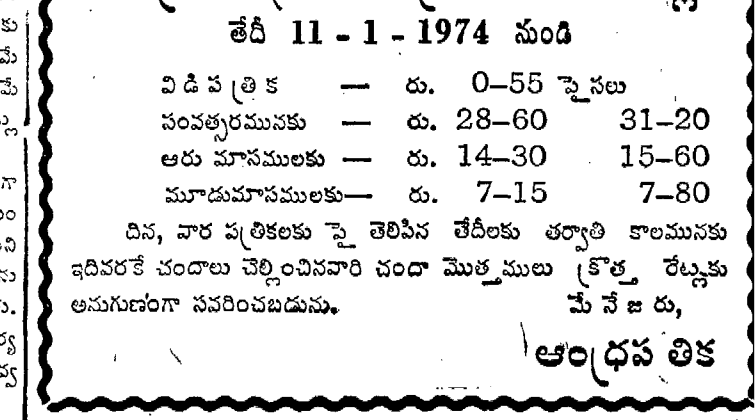 తేదీ 11 - 1 - 1974 నుండి
విడిపత్రిక — రు. 0–55 పైసలు
సంవత్సరమునకు — రు. 28–60 31–20
ఆరు మాసములకు — రు. 14–30 15–60
మూడుమాసములకు — రు. 7–15 7–80
దిన, వార పత్రికలకు పై తెలిపిన తేదీలకు తర్వాతి కాలమునకు
ఇదివరకే చందాలు చెల్లించినవారి చందా మొత్తములు క్రొత్త రేట్లకు
అనుగుణంగా సవరించబడును. మేనేజరు,
ఆంధ్రపత్రిక